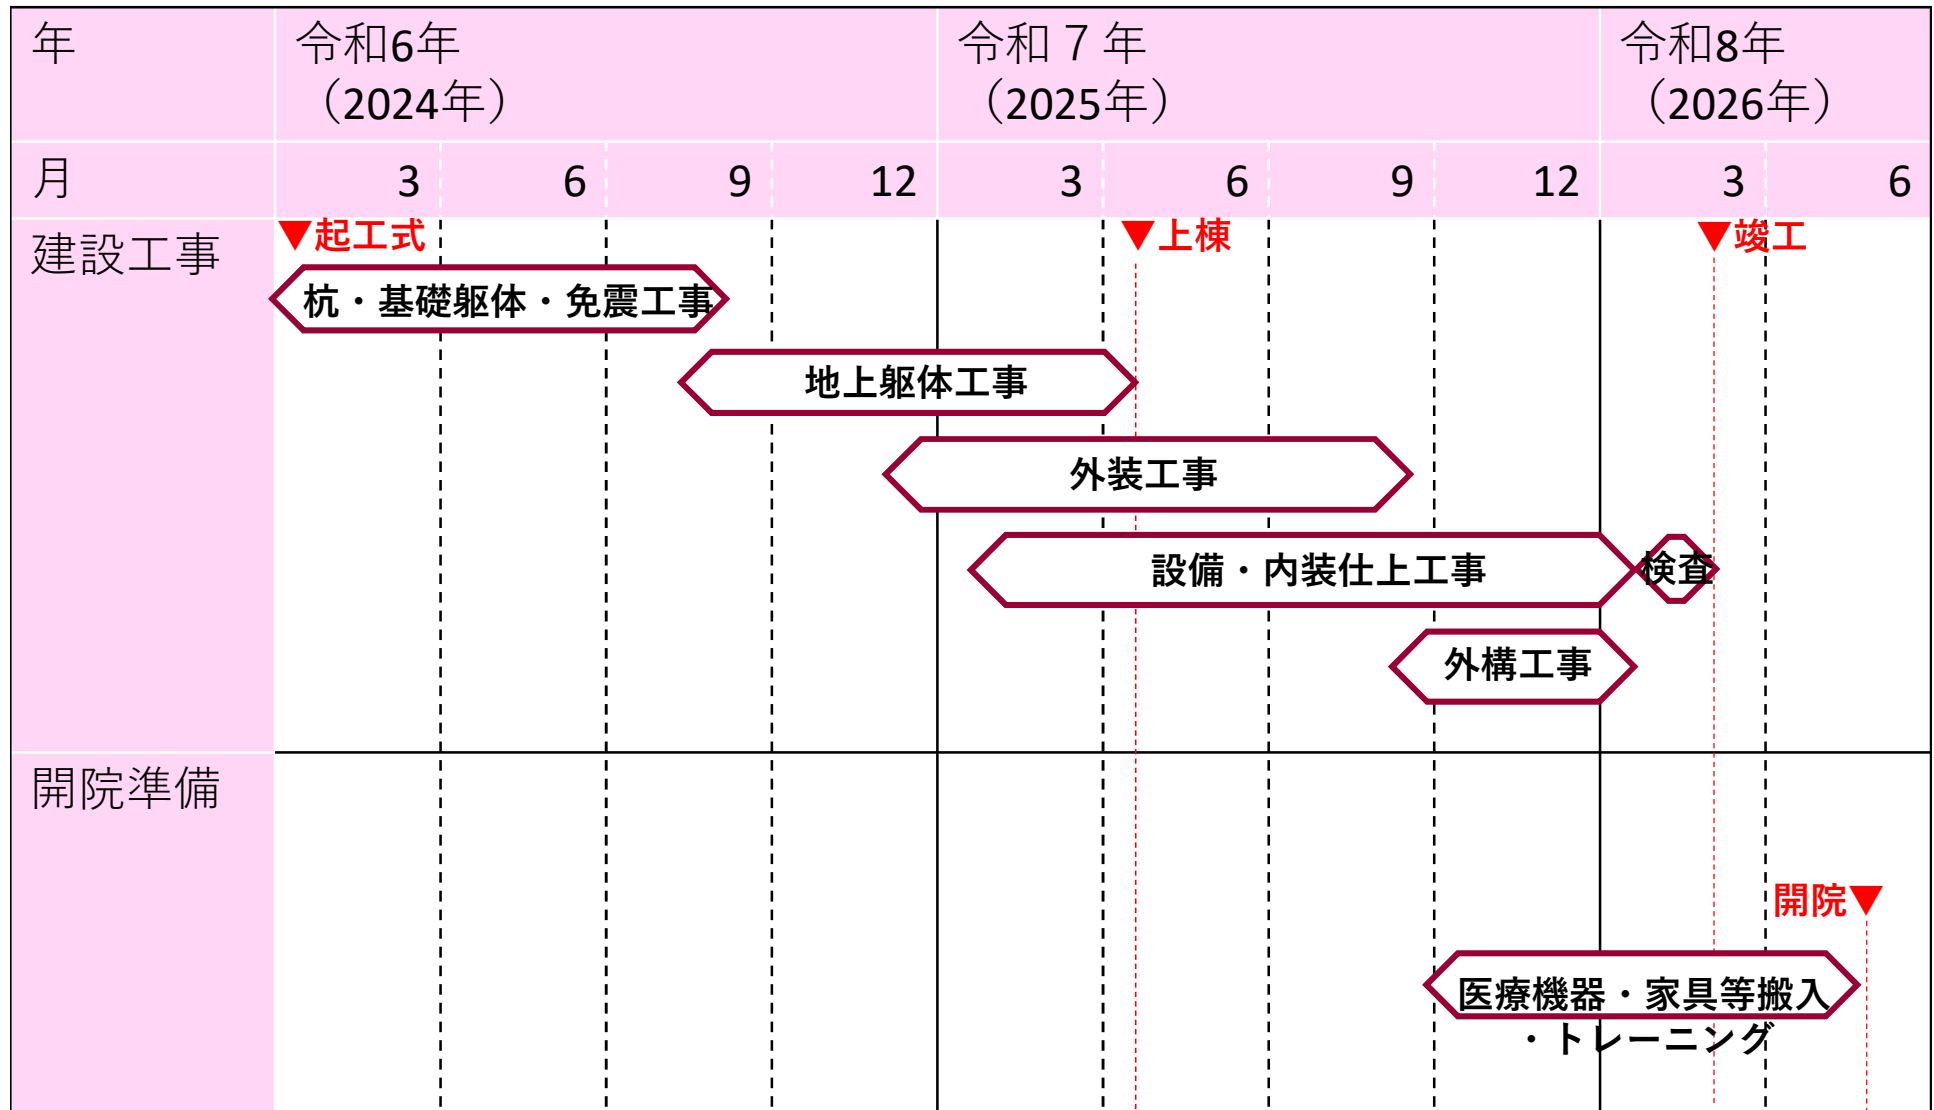 年
令和6年
（2024年）
令和７年
（2025年）
令和8年
（2026年）
月
3
6
9
12
3
6
9
12
3
6
建設工事
▼起工式
▼上棟
▼竣工
杭・基礎躯体・免震工事
地上躯体工事
外装工事
設備・内装仕上工事
検査
外構工事
開院準備
開院▼
医療機器・家具等搬入
・トレーニング